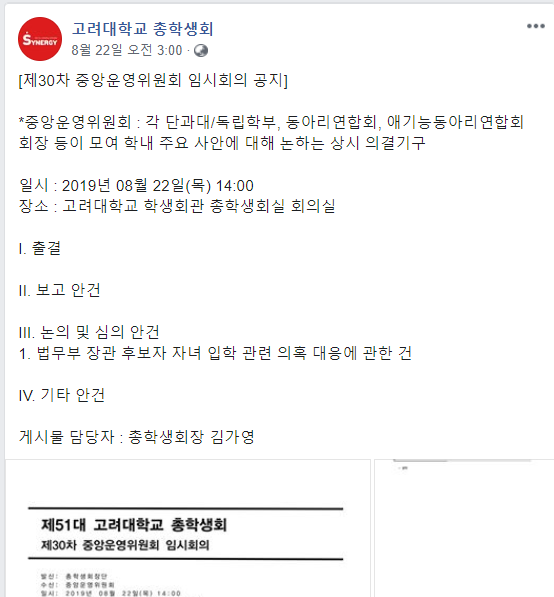 SYNERGY
고려대학교 총학생회
8월 22일 오전 3:00 ·
[제30차 중앙운영위원회 임시회의 공지]
*중앙운영위원회 : 각 단과대/독립학부, 동아리연합회, 애기능동아리연합회
회장 등이 모여 학내 주요 사안에 대해 논하는 상시 의결기구
일시 : 2019년 08월 22일(목) 14:00
장소 : 고려대학교 학생회관 총학생회실 회의실
I. 출결
II. 보고 안건
III. 논의 및 심의 안건
1. 법무부 장관 후보자 자녀 입학 관련 의혹 대응에 관한 건
IV. 기타 안건
게시물 담당자 : 총학생회장 김가영
제51대 고려대학교 총학생회
제30차 중앙운영위원회 임시회의
발신: 총학생회장단
수신: 중앙운영위원회
일시: 2019년 08월 22일(목) 14:00